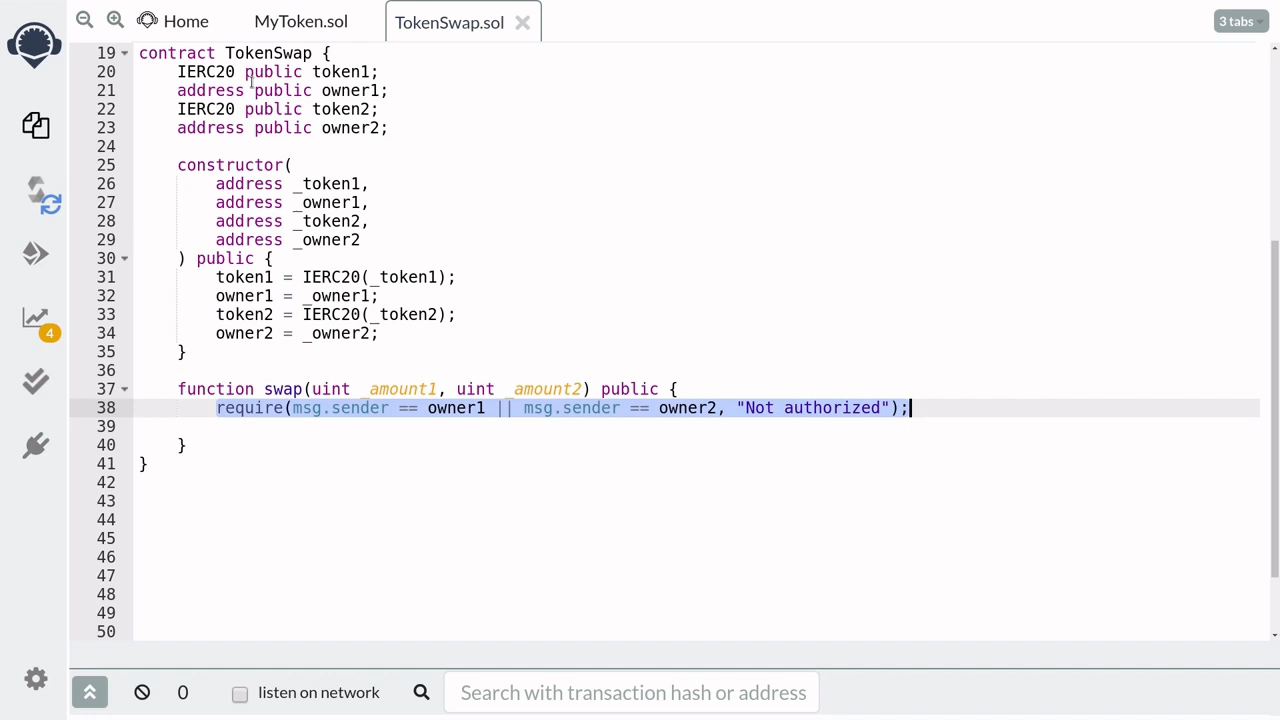 Home MyToken.sol TokenSwap.sol 3 tabs
19 contract TokenSwap {
20 IERC20 public token1;
21 address public owner1;
22 IERC20 public token2;
23 address public owner2;
24
25 constructor(
26 address _token1,
27 address _owner1,
28 address _token2,
29 address _owner2
30 ) public {
31 token1 = IERC20(_token1);
32 owner1 = _owner1;
33 token2 = IERC20(_token2);
34 owner2 = _owner2;
35 }
36
37 function swap(uint _amount1, uint _amount2) public {
38 require(msg.sender == owner1 || msg.sender == owner2, "Not authorized");
39
40 }
41 }
42
43
44
45
46
47
48
49
50
4
0 listen on network Search with transaction hash or address